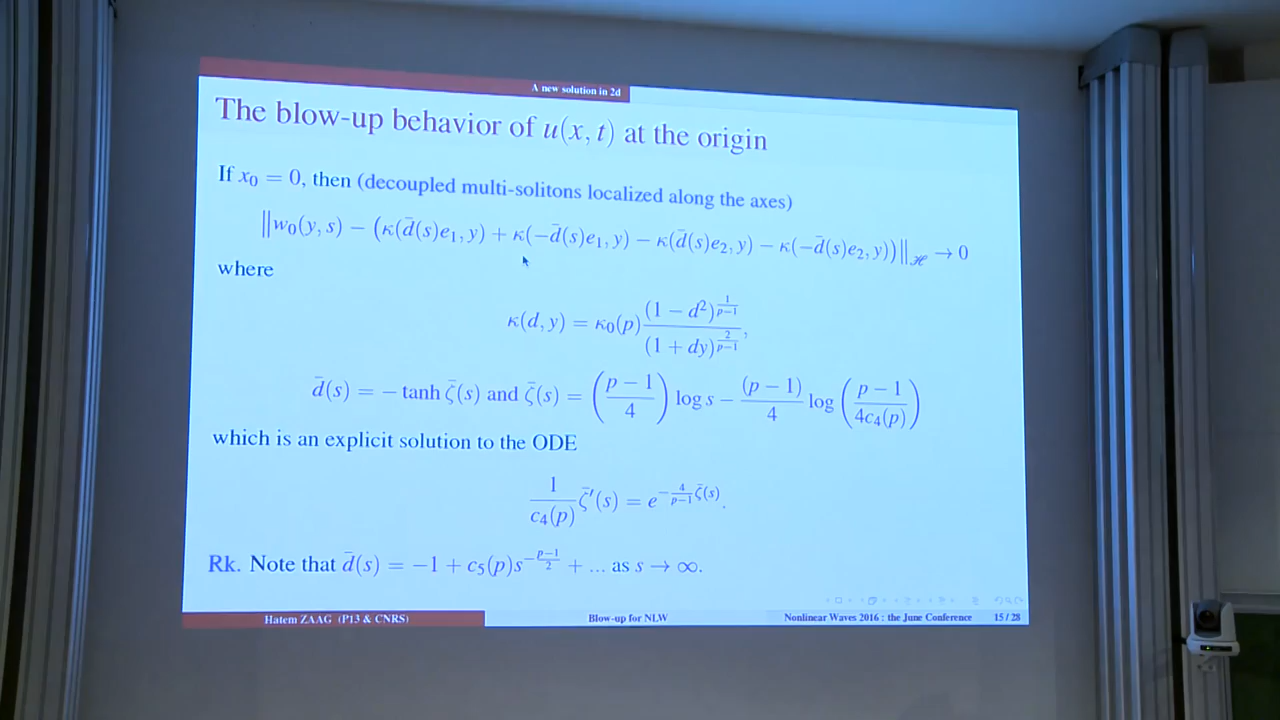 A new solution in 2d
The blow-up behavior of u(x, t) at the origin
If x₀ = 0, then (decoupled multi-solitons localized along the axes)
‖w₀(y, s) − (κ(d̄(s)e₁, y) + κ(−d̄(s)e₁, y) − κ(d̄(s)e₂, y) − κ(−d̄(s)e₂, y))‖_ℋ → 0
where
κ(d, y) = κ₀(p) (1 − d²)^{1/(p−1)} / (1 + dy)^{2/(p−1)},
d̄(s) = − tanh ζ̄(s) and ζ̄(s) = ((p − 1)/4) log s − (p − 1)/4 log ((p − 1)/(4c₄(p)))
which is an explicit solution to the ODE
1/c₄(p) ζ̄′(s) = e^{−4/(p−1) ζ̄(s)}.
Rk. Note that d̄(s) = −1 + c₅(p)s^{−(p−1)/2} + ... as s → ∞.
Hatem ZAAG (P13 & CNRS) Blow-up for NLW Nonlinear Waves 2016 : the June Conference 15 / 28